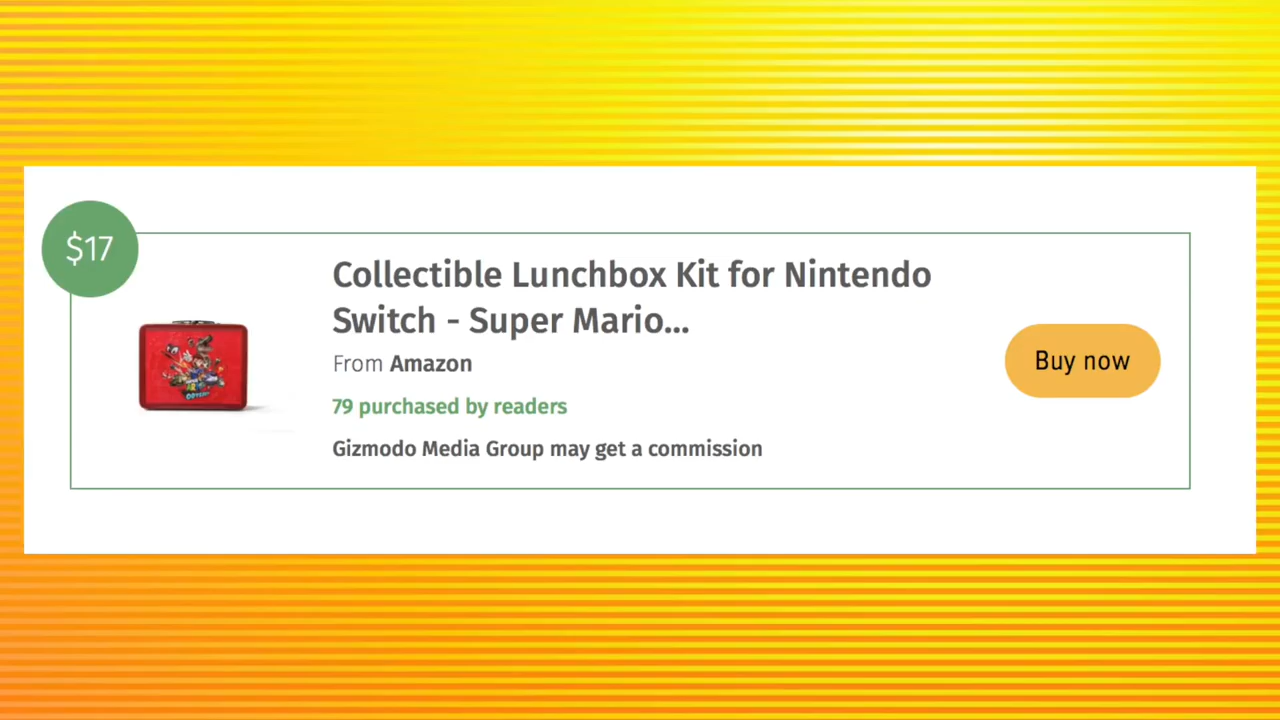 $17
Collectible Lunchbox Kit for Nintendo
Switch - Super Mario...
From Amazon
79 purchased by readers
Gizmodo Media Group may get a commission
Buy now